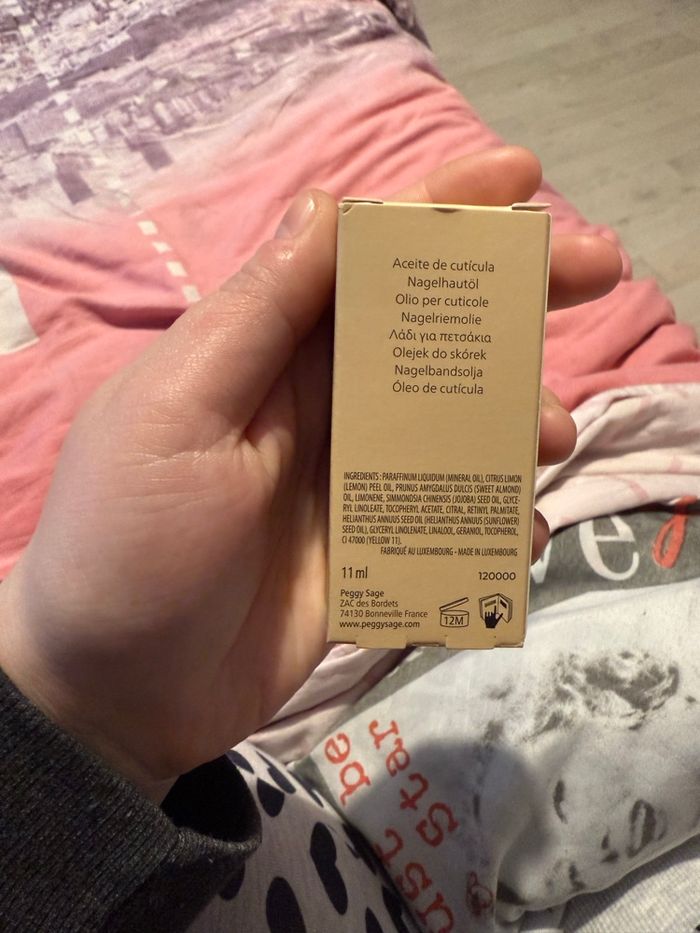 Aceite de cutícula
Nagelhautöl
Olio per cuticole
Nagelriemolie
Λάδι για πετσάκια
Olejek do skórek
Nagelbandsolja
Óleo de cutícula
INGREDIENTS : PARAFFINUM LIQUIDUM (MINERAL OIL), CITRUS LIMON
(LEMON) PEEL OIL, PRUNUS AMYGDALUS DULCIS (SWEET ALMOND)
OIL, LIMONENE, SIMMONDSIA CHINENSIS (JOJOBA) SEED OIL, GLYCE-
RYL LINOLEATE, TOCOPHERYL ACETATE, CITRAL, RETINYL PALMITATE,
HELIANTHUS ANNUUS SEED OIL (HELIANTHUS ANNUUS (SUNFLOWER)
SEED OIL), GLYCERYL LINOLENATE, LINALOOL, GERANIOL, TOCOPHEROL,
CI 47000 (YELLOW 11).
FABRIQUÉ AU LUXEMBOURG - MADE IN LUXEMBOURG
11 ml 120000
Peggy Sage
ZAC des Bordets
74130 Bonneville France
www.peggysage.com
12M
be
star